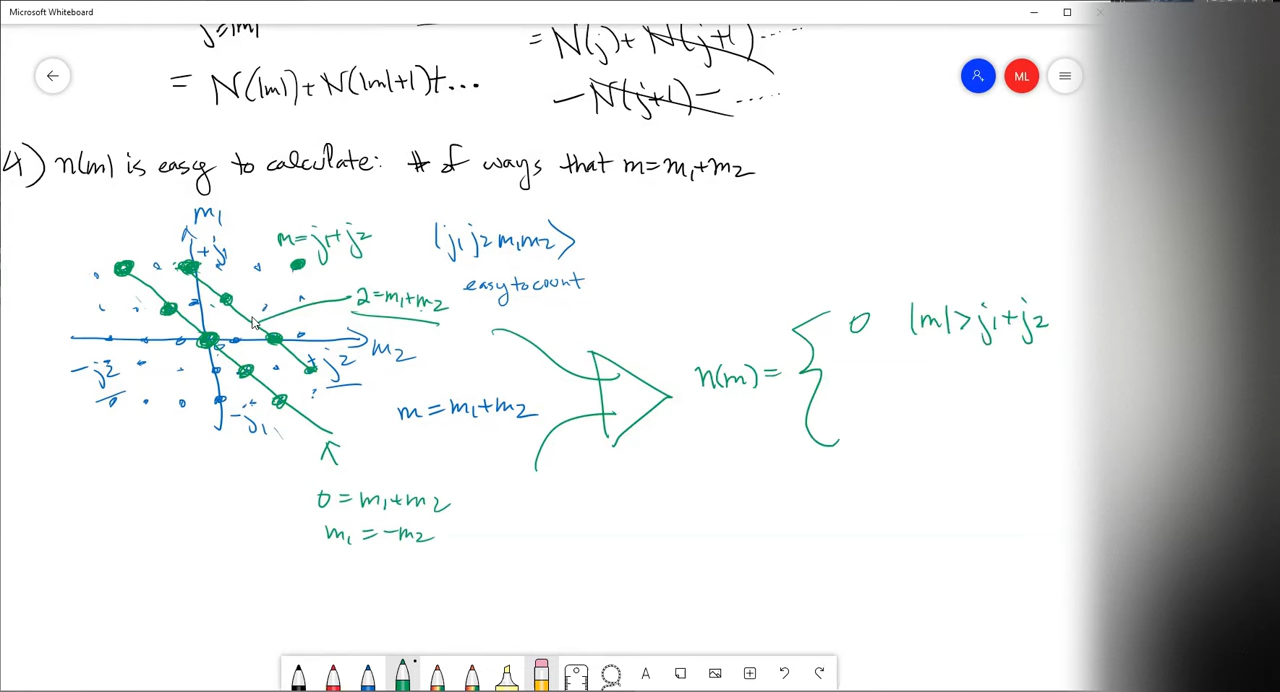 Microsoft Whiteboard
j=|m|
= N(j) + N(j+1) ....
ML
= N(|m|) + N(|m|+1) + ...
- N(j+1) - ....
4) n(m) is easy to calculate: # of ways that m=m₁+m₂
m₁
+j₁
m=j₁+j₂
|j₁ j₂ m₁ m₂⟩
easy to count
2=m₁+m₂
0 |m|>j₁+j₂
m₂
-j₂
+j₂
n(m) =
-j₁
m=m₁+m₂
0=m₁+m₂
m₁=-m₂
A